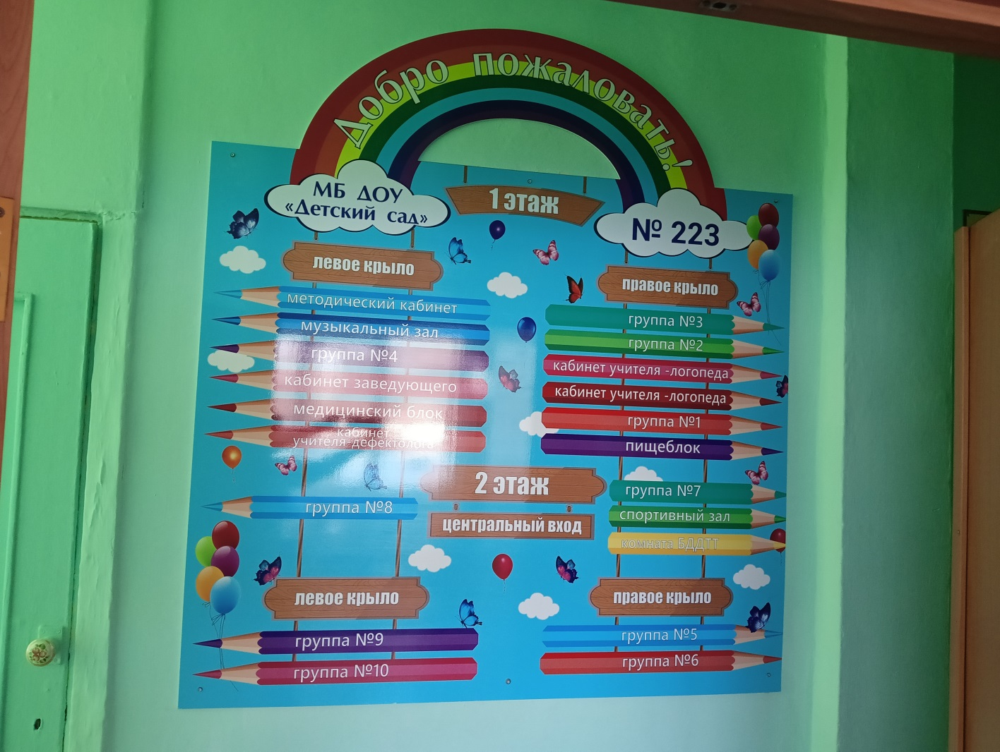 Добро пожаловать!
МБ ДОУ
«Детский сад»
№ 223
1 этаж
левое крыло
методический кабинет
музыкальный зал
группа №4
кабинет заведующего
медицинский блок
кабинет
учителя-дефектолога
правое крыло
группа №3
группа №2
кабинет учителя -логопеда
кабинет учителя -логопеда
группа №1
пищеблок
2 этаж
центральный вход
группа №8
группа №7
спортивный зал
комната БДДТТ
левое крыло
группа №9
группа №10
правое крыло
группа №5
группа №6